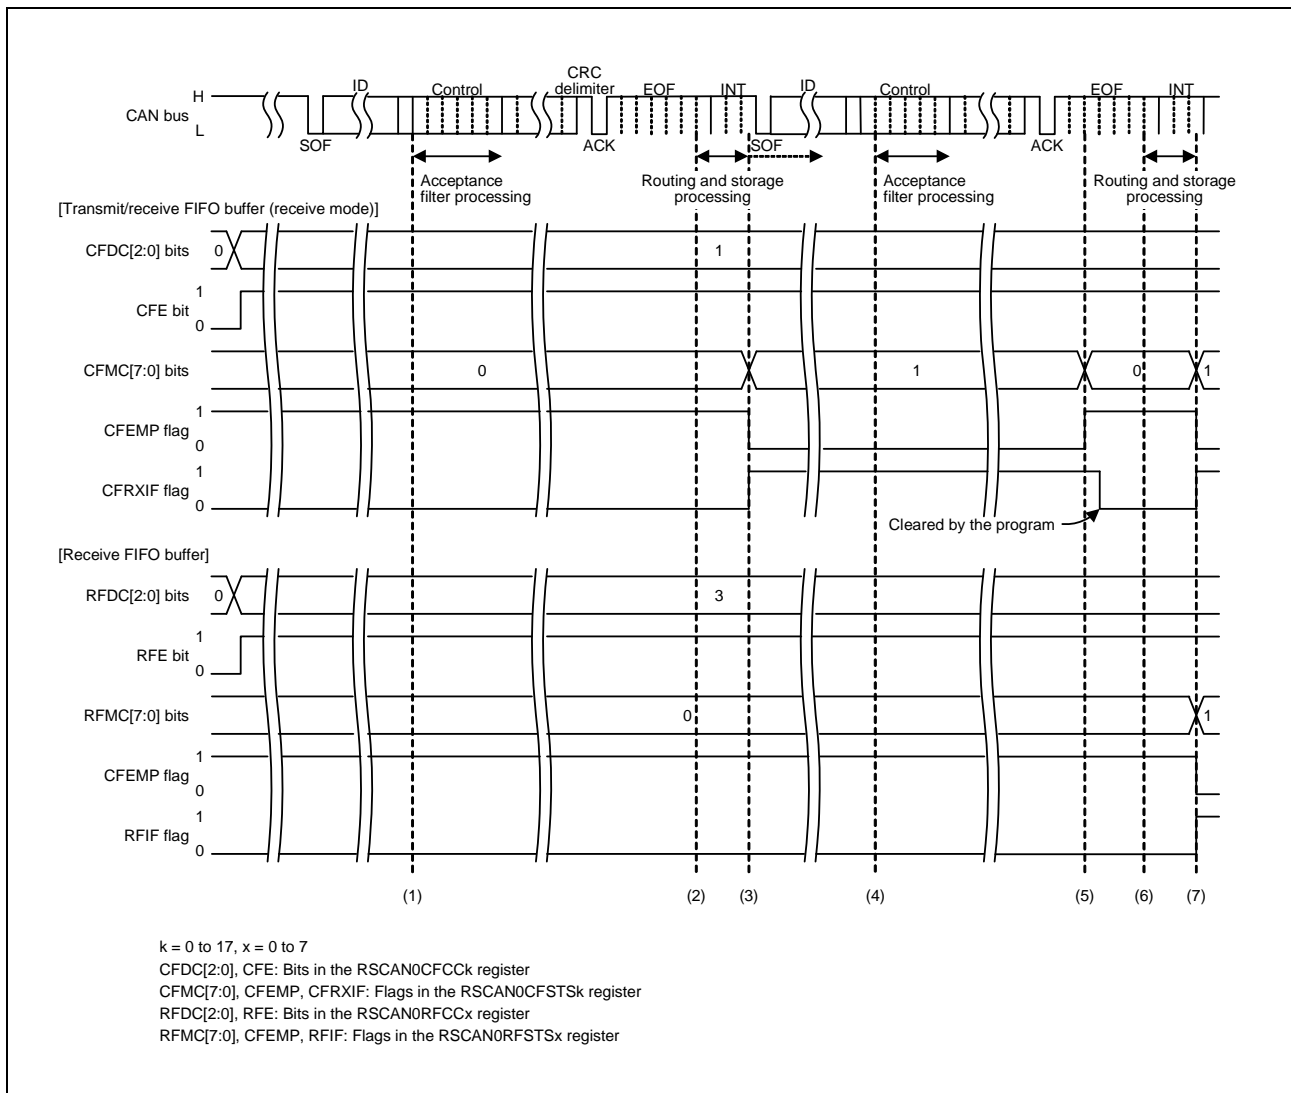 CRC
ID
Control
delimiter
EOF
INT
ID
Control
EOF
INT
H
CAN bus
L
SOF
ACK
SOF
ACK
Acceptance
filter processing
Routing and storage
processing
Acceptance
filter processing
Routing and storage
processing
[Transmit/receive FIFO buffer (receive mode)]
CFDC[2:0] bits
0
1
CFE bit
1
0
CFMC[7:0] bits
0
1
0
1
CFEMP flag
1
0
CFRXIF flag
1
0
Cleared by the program
[Receive FIFO buffer]
RFDC[2:0] bits
0
3
RFE bit
1
0
RFMC[7:0] bits
0
1
CFEMP flag
1
0
RFIF flag
1
0
(1)
(2)
(3)
(4)
(5)
(6)
(7)
k = 0 to 17, x = 0 to 7
CFDC[2:0], CFE: Bits in the RSCAN0CFCCk register
CFMC[7:0], CFEMP, CFRXIF: Flags in the RSCAN0CFSTSk register
RFDC[2:0], RFE: Bits in the RSCAN0RFCCx register
RFMC[7:0], CFEMP, RFIF: Flags in the RSCAN0RFSTSx register